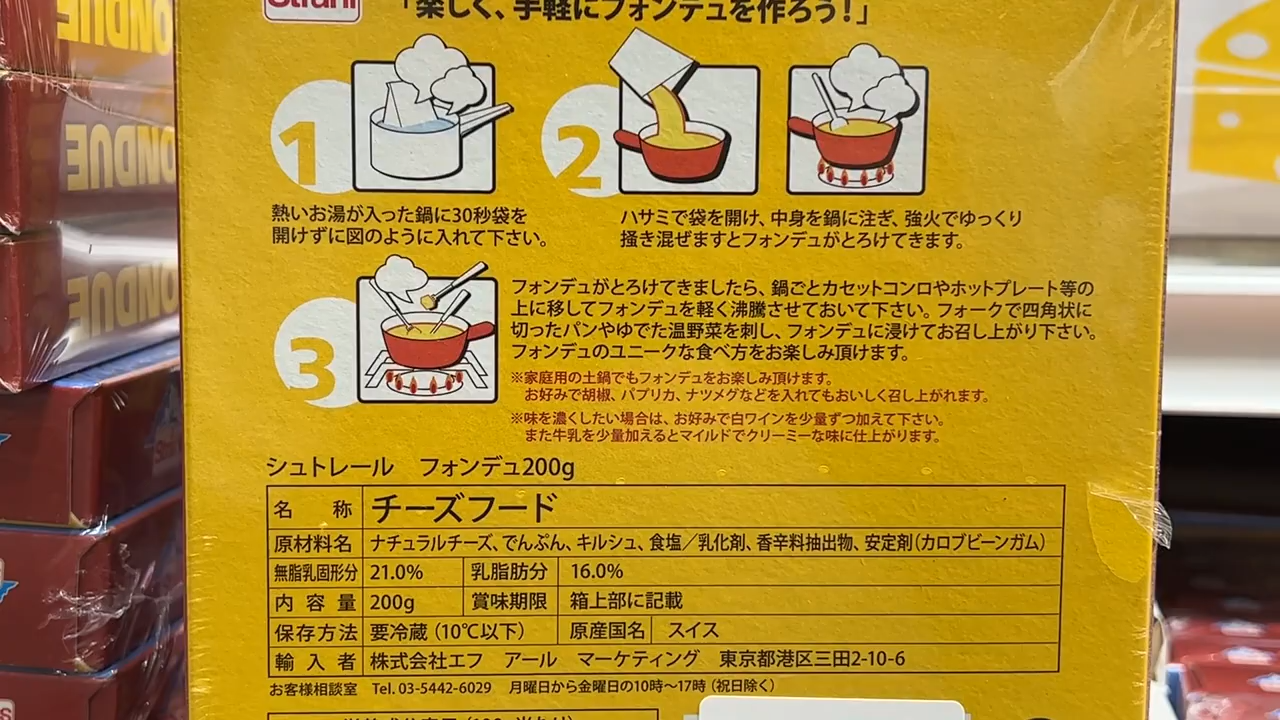 Strähl
「楽しく、手軽にフォンデュを作ろう!」
1
2
熱いお湯が入った鍋に30秒袋を
開けずに図のように入れて下さい。
ハサミで袋を開け、中身を鍋に注ぎ、強火でゆっくり
掻き混ぜますとフォンデュがとろけてきます。
3
フォンデュがとろけてきましたら、鍋ごとカセットコンロやホットプレート等の
上に移してフォンデュを軽く沸騰させておいて下さい。フォークで四角状に
切ったパンやゆでた温野菜を刺し、フォンデュに浸けてお召し上がり下さい。
フォンデュのユニークな食べ方をお楽しみ頂けます。
※家庭用の土鍋でもフォンデュをお楽しみ頂けます。
お好みで胡椒、パプリカ、ナツメグなどを入れてもおいしく召し上がれます。
※味を濃くしたい場合は、お好みで白ワインを少量ずつ加えて下さい。
また牛乳を少量加えるとマイルドでクリーミーな味に仕上がります。
シュトレール フォンデュ200g
名 称 チーズフード
原材料名 ナチュラルチーズ、でんぷん、キルシュ、食塩/乳化剤、香辛料抽出物、安定剤(カロブビーンガム)
無脂乳固形分 21.0% 乳脂肪分 16.0%
内 容 量 200g 賞味期限 箱上部に記載
保存方法 要冷蔵(10℃以下) 原産国名 スイス
輸 入 者 株式会社エフ アール マーケティング 東京都港区三田2-10-6
お客様相談室 Tel. 03-5442-6029 月曜日から金曜日の10時〜17時(祝日除く)
ONDUE
ONDUE
ONDUE